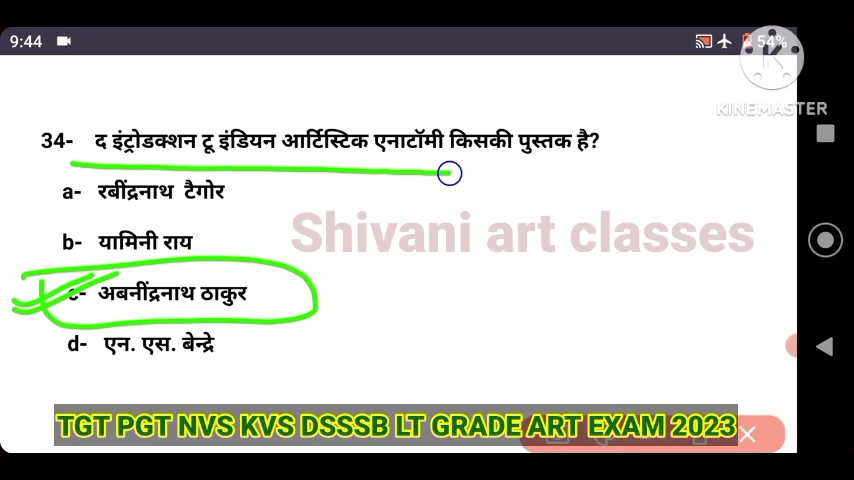 9:44
54%
KINEMASTER
34- द इंट्रोडक्शन टू इंडियन आर्टिस्टिक एनाटॉमी किसकी पुस्तक है?
a- रबींद्रनाथ टैगोर
b- यामिनी राय
Shivani art classes
c- अबनींद्रनाथ ठाकुर
d- एन. एस. बेन्द्रे
TGT PGT NVS KVS DSSSB LT GRADE ART EXAM 2023